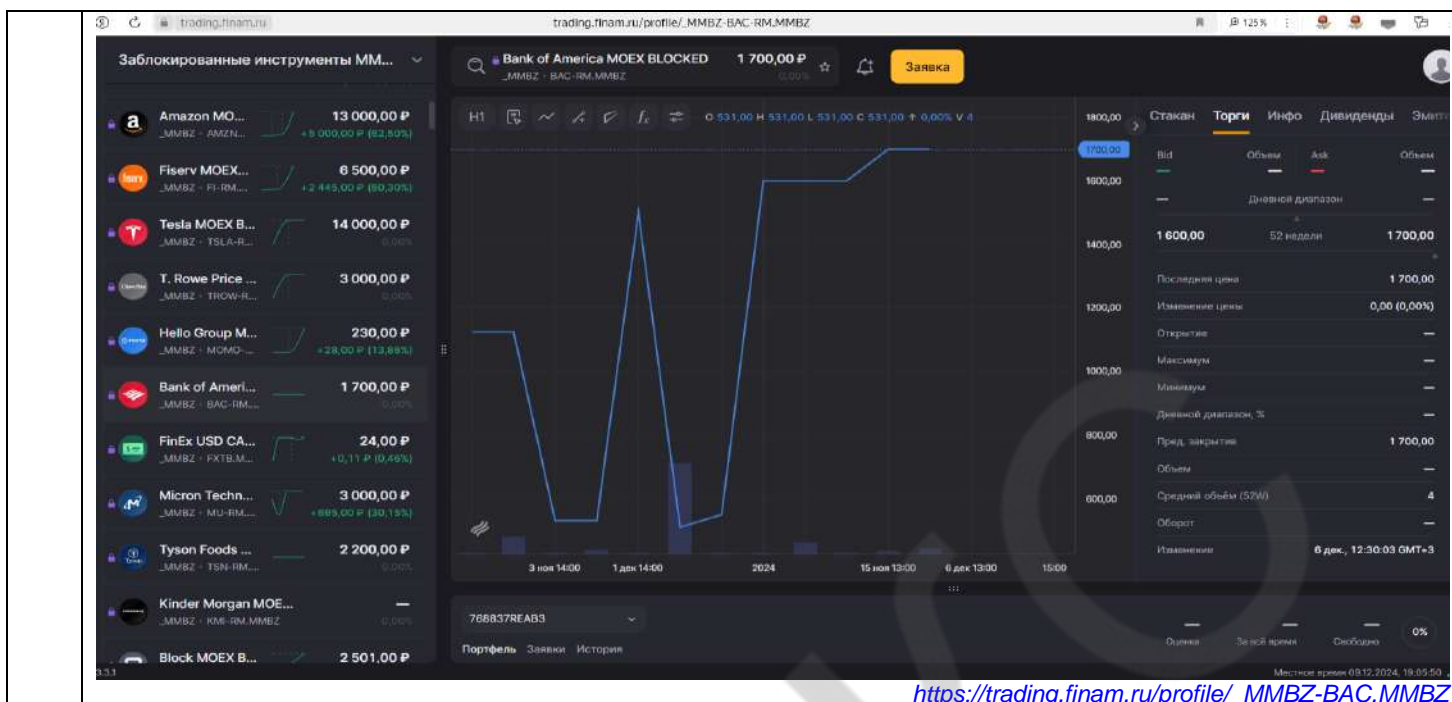 trading.finam.ru
trading.finam.ru/profile/_MMBZ-BAC-RM.MMBZ
125 %
Заблокированные инструменты ММ...
Bank of America MOEX BLOCKED 1 700,00 ₽
_MMBZ · BAC-RM.MMBZ 0,00%
Заявка
Amazon MO... 13 000,00 ₽
_MMBZ · AMZN... +5 000,00 ₽ (62,50%)
Fiserv MOEX... 6 500,00 ₽
_MMBZ · FI-RM.... +2 445,00 ₽ (60,30%)
Tesla MOEX B... 14 000,00 ₽
_MMBZ · TSLA-R... 0,00%
T. Rowe Price ... 3 000,00 ₽
_MMBZ · TROW-R... 0,00%
Hello Group M... 230,00 ₽
_MMBZ · MOMO-... +28,00 ₽ (13,86%)
Bank of Ameri... 1 700,00 ₽
_MMBZ · BAC-RM.... 0,00%
FinEx USD CA... 24,00 ₽
_MMBZ · FXTB.M... +0,11 ₽ (0,46%)
Micron Techn... 3 000,00 ₽
_MMBZ · MU-RM.... +695,00 ₽ (30,15%)
Tyson Foods ... 2 200,00 ₽
_MMBZ · TSN-RM.... 0,00%
Kinder Morgan MOE... —
_MMBZ · KMI-RM.MMBZ 0,00%
Block MOEX B... 2 501,00 ₽
3.3.1
H1 O 531,00 H 531,00 L 531,00 C 531,00 0,00% V 4
1800,00
1700,00
1600,00
1400,00
1200,00
1000,00
800,00
600,00
3 ноя 14:00 1 дек 14:00 2024 15 ноя 13:00 6 дек 13:00 15:00
Стакан Торги Инфо Дивиденды Эмит
Bid Объем Ask Объем
— — — —
— Дневной диапазон —
1 600,00 52 недели 1 700,00
Последняя цена 1 700,00
Изменение цены 0,00 (0,00%)
Открытие —
Максимум —
Минимум —
Дневной диапазон, % —
Пред. закрытие 1 700,00
Объем —
Средний объём (52W) 4
Оборот —
Изменении 6 дек., 12:30:03 GMT+3
768837REAB3
Портфель Заявки История
— — — 0%
Оценка За всё время Свободно
Местное время 09.12.2024, 19:05:50
https://trading.finam.ru/profile/_MMBZ-BAC.MMBZ